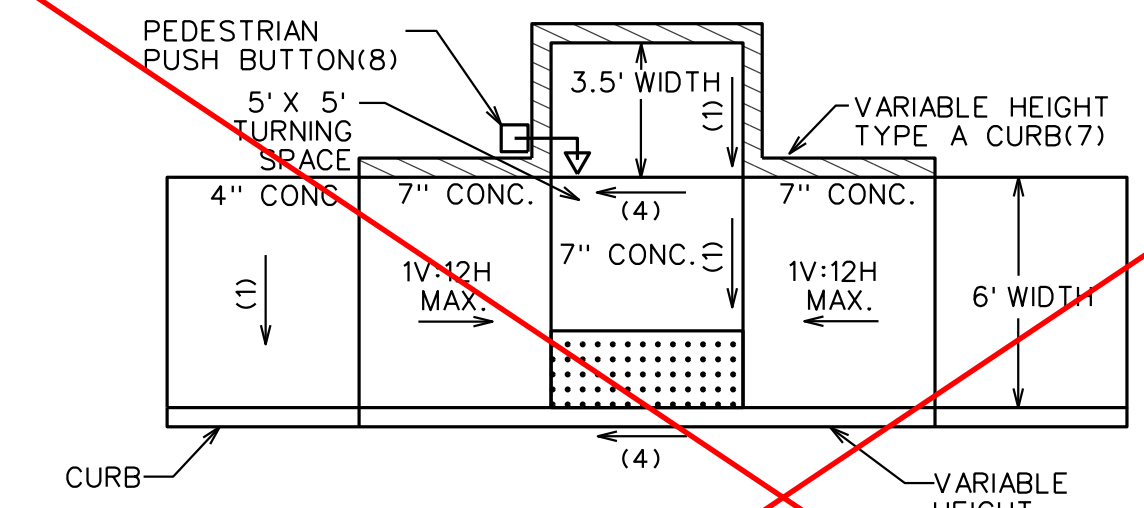 PEDESTRIAN
PUSH BUTTON(8)
3.5' WIDTH
(1)
5' X 5'
TURNING
SPACE
VARIABLE HEIGHT
TYPE A CURB(7)
4" CONC
7" CONC.
(4)
7" CONC.
7" CONC.
(1)
(1)
1V:12H
MAX.
1V:12H
MAX.
6' WIDTH
(4)
CURB
VARIABLE
HEIGHT